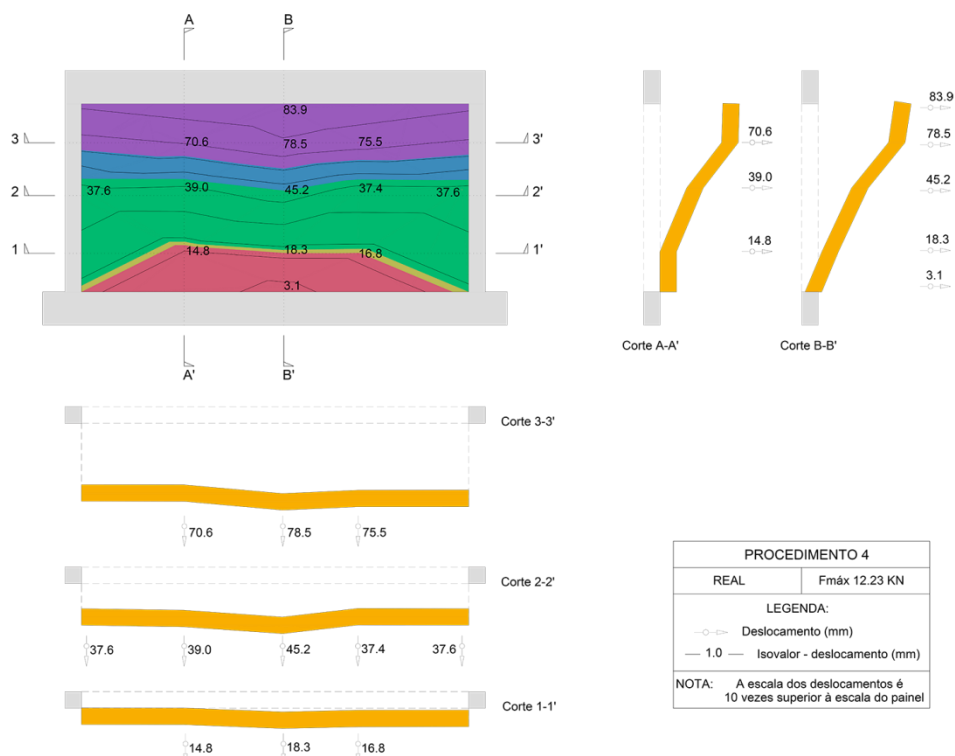 A B
83.9
3 70.6 78.5 75.5 3'
2 37.6 39.0 45.2 37.4 37.6 2'
1 14.8 18.3 16.8 1'
3.1
A' B'
70.6
39.0
14.8
Corte A-A'
83.9
78.5
45.2
18.3
3.1
Corte B-B'
Corte 3-3'
70.6 78.5 75.5
Corte 2-2'
37.6 39.0 45.2 37.4 37.6
Corte 1-1'
14.8 18.3 16.8
PROCEDIMENTO 4
REAL Fmáx 12.23 KN
LEGENDA:
Deslocamento (mm)
1.0 Isovalor - deslocamento (mm)
NOTA: A escala dos deslocamentos é
10 vezes superior à escala do painel